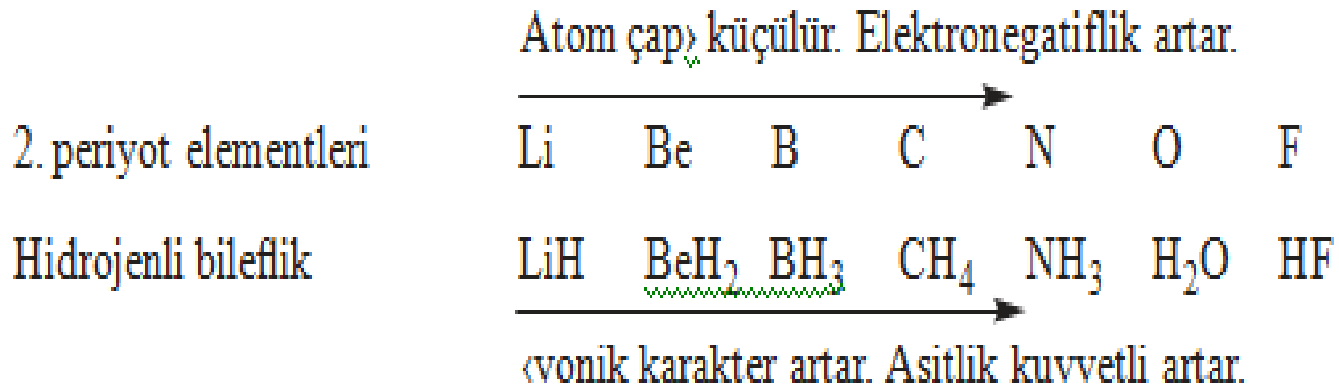 Atom çap› küçülür. Elektronegatiflik artar.
2. periyot elementleri Li Be B C N O F
Hidrojenli bileflik LiH BeH₂ BH₃ CH₄ NH₃ H₂O HF
‹yonik karakter artar. Asitlik kuvvetli artar.